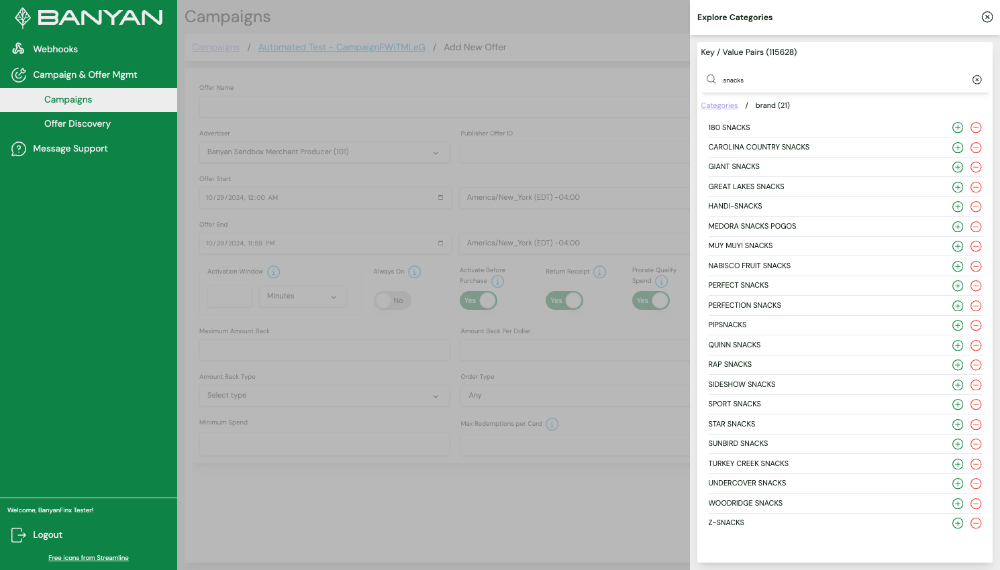 BANYAN
Webhooks
Campaign & Offer Mgmt
Campaigns
Offer Discovery
Message Support
Welcome, BanyanFinx Tester!
Logout
Free icons from Streamline
Campaigns
Campaigns / Automated Test - CampaignFWiTMLeG / Add New Offer
Offer Name
Advertiser
Publisher Offer ID
Banyan Sandbox Merchant Producer (101)
Offer Start
10/29/2024, 12:00 AM
America/New_York (EDT) -04:00
Offer End
10/29/2024, 11:59 PM
America/New_York (EDT) -04:00
Activation Window
Always On
Activate Before Purchase
Return Receipt
Prorate Qualify Spend
Minutes
No
Yes
Yes
Yes
Maximum Amount Back
Amount Back Per Dollar
Amount Back Type
Order Type
Select type
Any
Minimum Spend
Max Redemptions per Card
Explore Categories
Key / Value Pairs (115628)
snacks
Categories / brand (21)
180 SNACKS
CAROLINA COUNTRY SNACKS
GIANT SNACKS
GREAT LAKES SNACKS
HANDI-SNACKS
MEDORA SNACKS POGOS
MUY MUY! SNACKS
NABISCO FRUIT SNACKS
PERFECT SNACKS
PERFECTION SNACKS
PIPSNACKS
QUINN SNACKS
RAP SNACKS
SIDESHOW SNACKS
SPORT SNACKS
STAR SNACKS
SUNBIRD SNACKS
TURKEY CREEK SNACKS
UNDERCOVER SNACKS
WOODRIDGE SNACKS
Z-SNACKS